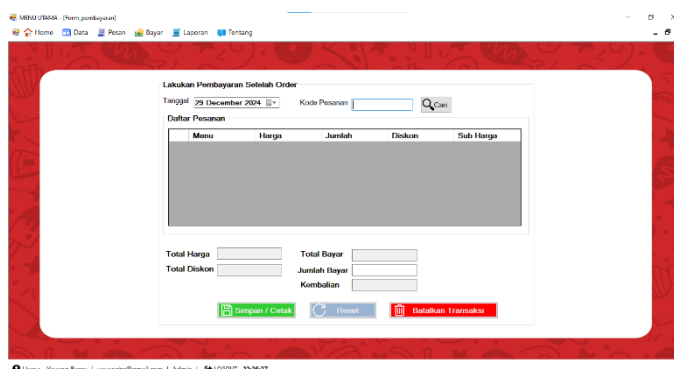 MENU UTAMA - [Form_pembayaran]
Home Data Pesan Bayar Laporan Tentang
Lakukan Pembayaran Setelah Order
Tanggal 29 December 2024 Kode Pesanan Cari
Daftar Pesanan
Menu Harga Jumlah Diskon Sub Harga
Total Harga Total Bayar
Total Diskon Jumlah Bayar
Kembalian
Simpan / Cetak Reset Batalkan Transaksi
Admin | LOGOUT